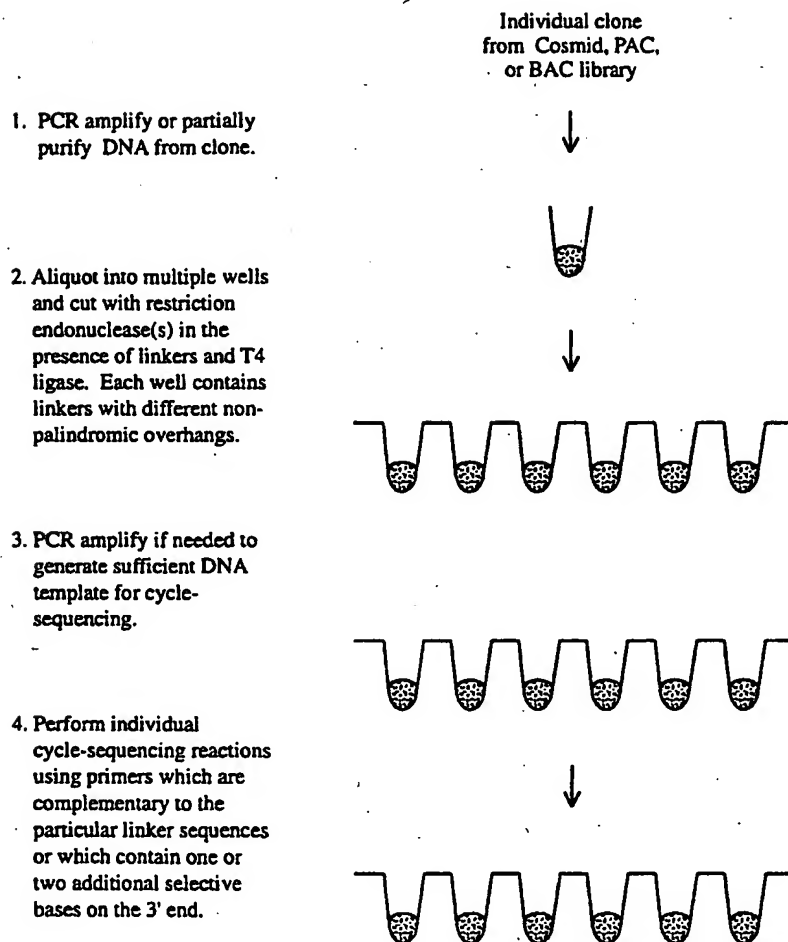 Individual clone
from Cosmid, PAC,
or BAC library
1. PCR amplify or partially
purify DNA from clone.
2. Aliquot into multiple wells
and cut with restriction
endonuclease(s) in the
presence of linkers and T4
ligase. Each well contains
linkers with different non-
palindromic overhangs.
3. PCR amplify if needed to
generate sufficient DNA
template for cycle-
sequencing.
4. Perform individual
cycle-sequencing reactions
using primers which are
complementary to the
particular linker sequences
or which contain one or
two additional selective
bases on the 3' end.